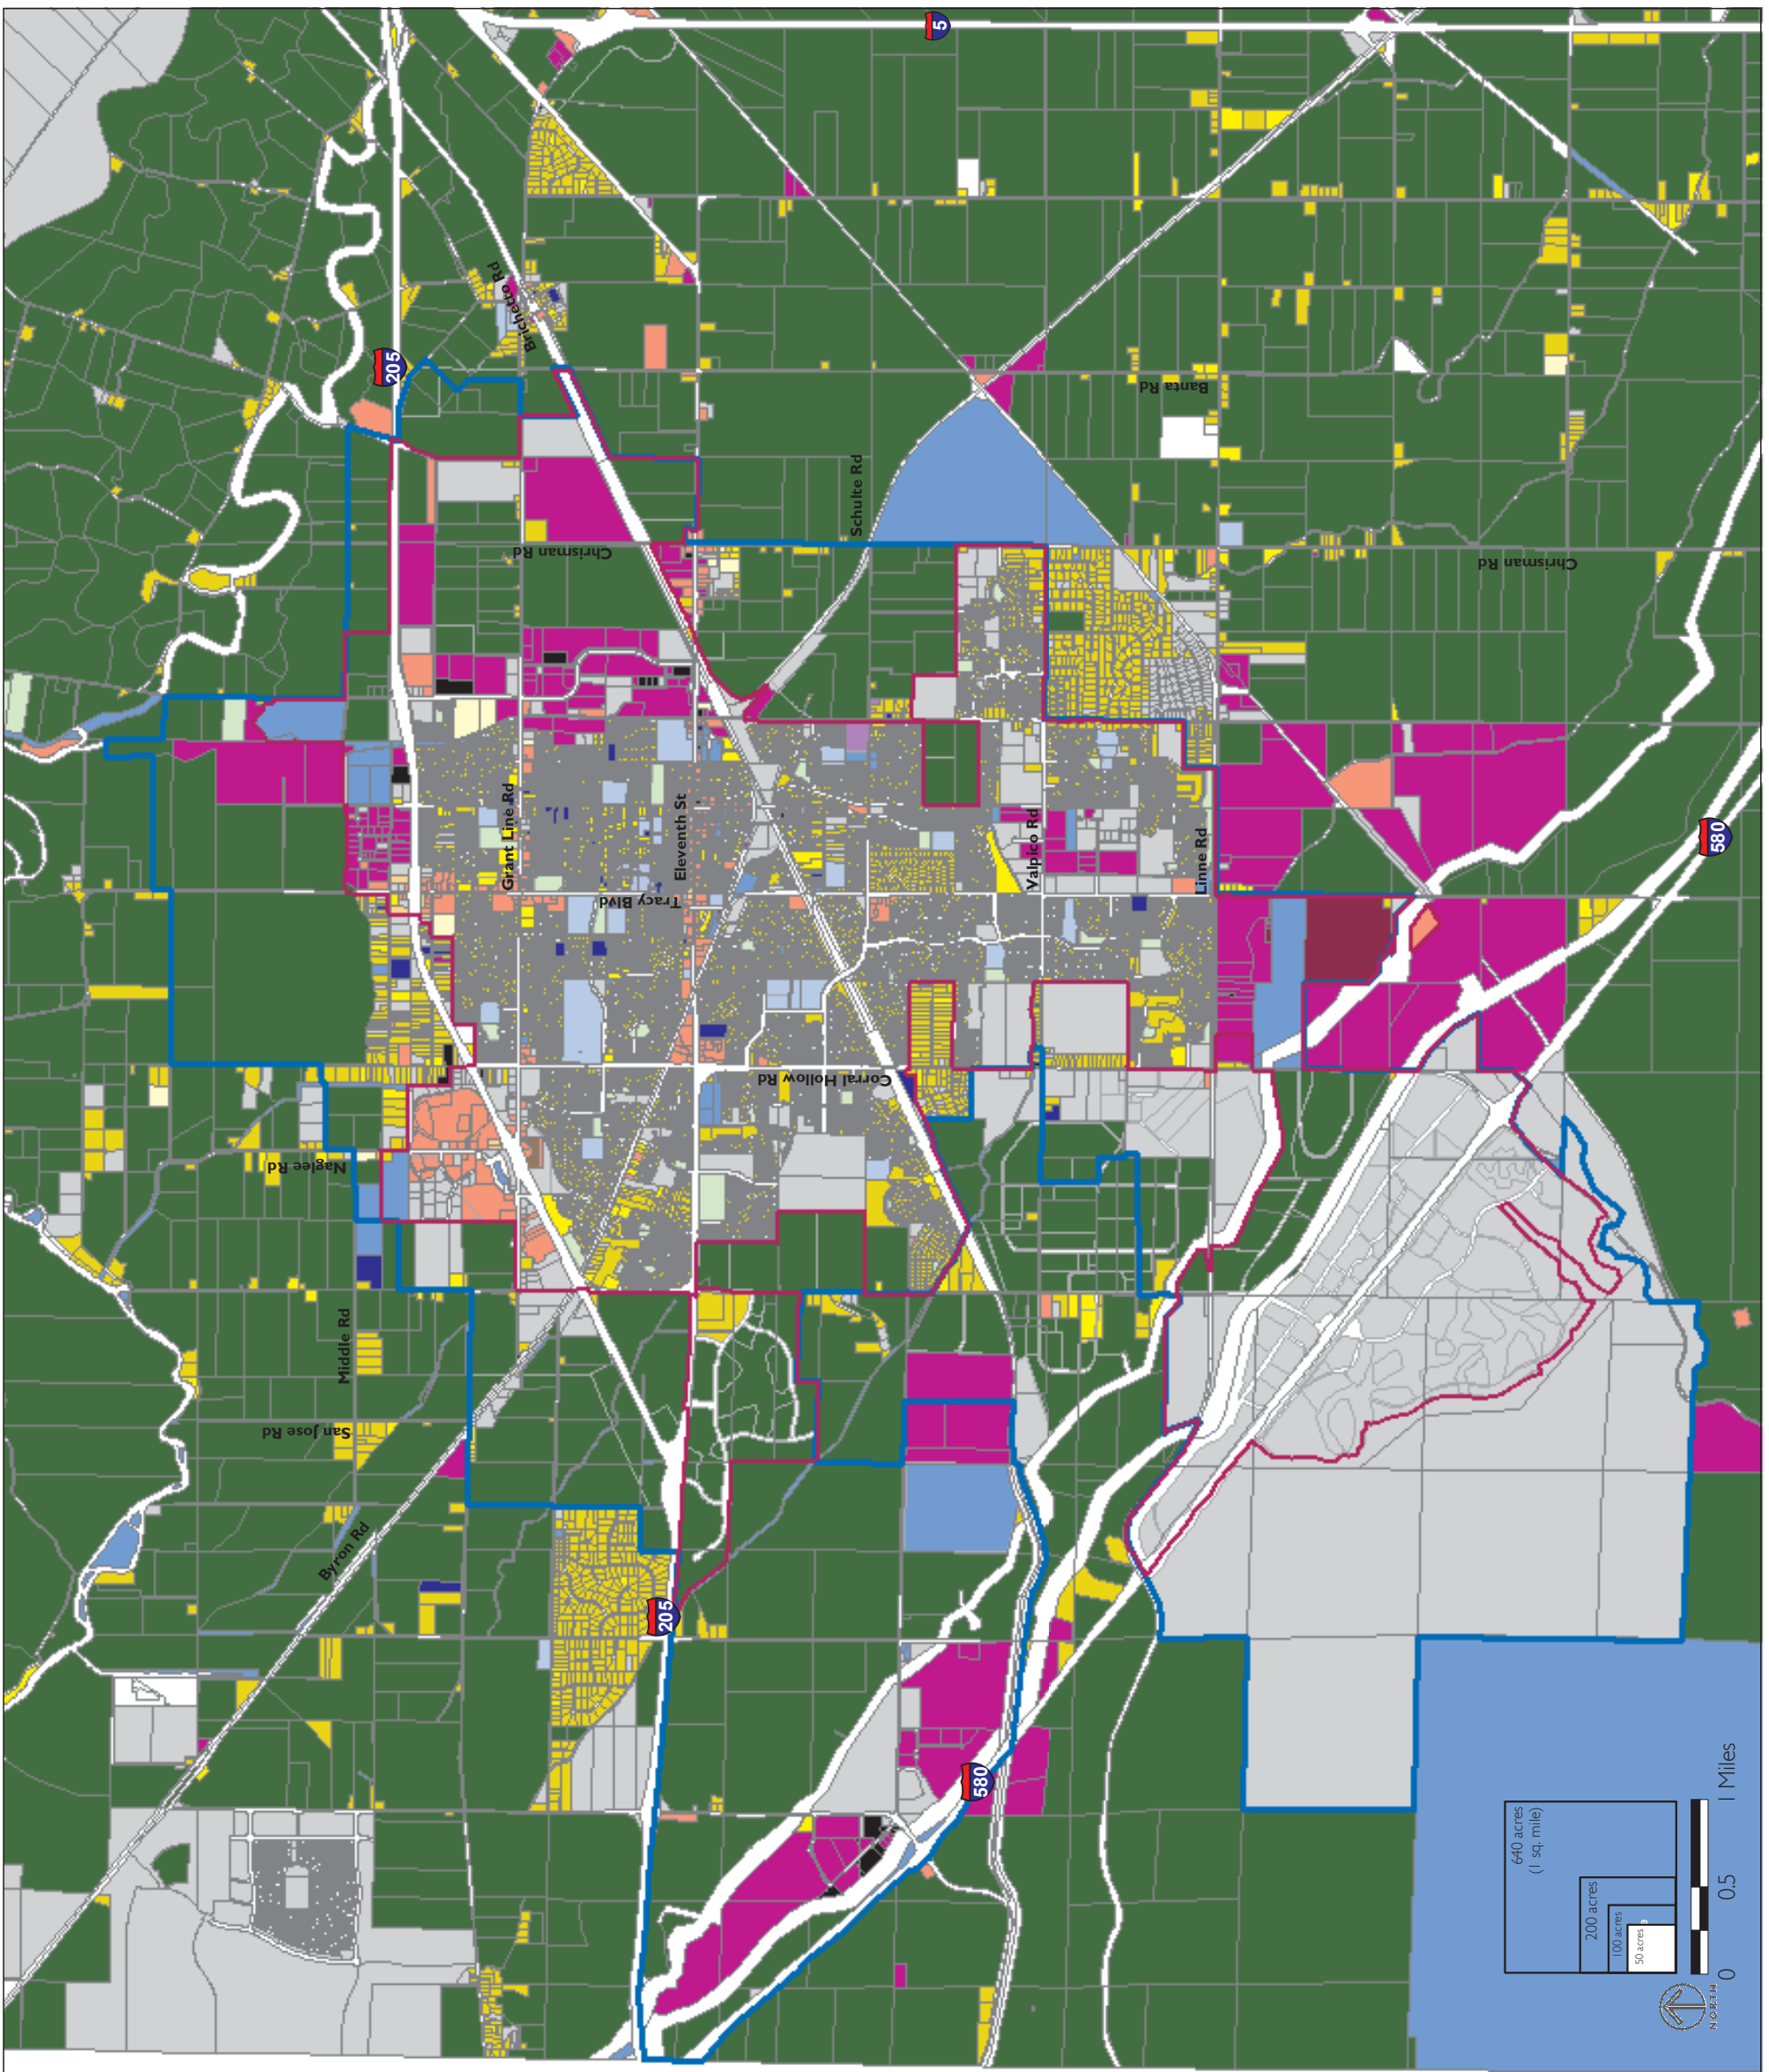 5
205
Brichetto Rd
Banta Rd
Schulte Rd
Chrisman Rd
Chrisman Rd
Grant Line Rd
Eleventh St
Tracy Blvd
Valpico Rd
Linne Rd
580
Corral Hollow Rd
Naglee Rd
Middle Rd
San Jose Rd
Byron Rd
205
580
640 acres
(1 sq. mile)
200 acres
100 acres
50 acres
0 0.5 1 Miles
NORTH